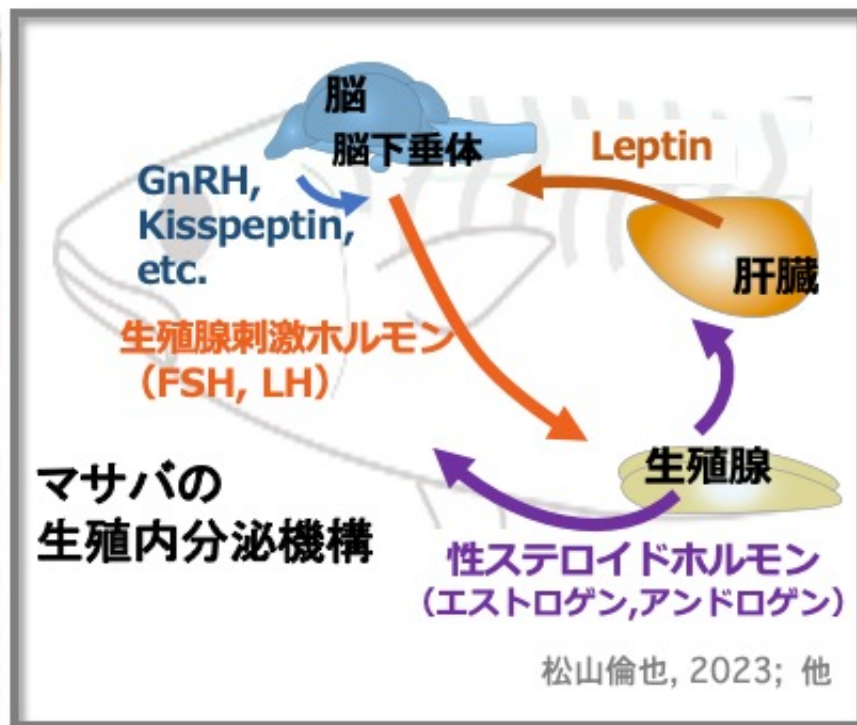 脳
脳下垂体
Leptin
GnRH,
Kisspeptin,
etc.
肝臓
生殖腺刺激ホルモン
（FSH, LH）
生殖腺
マサバの
生殖内分泌機構
性ステロイドホルモン
（エストロゲン,アンドロゲン）
松山倫也, 2023; 他